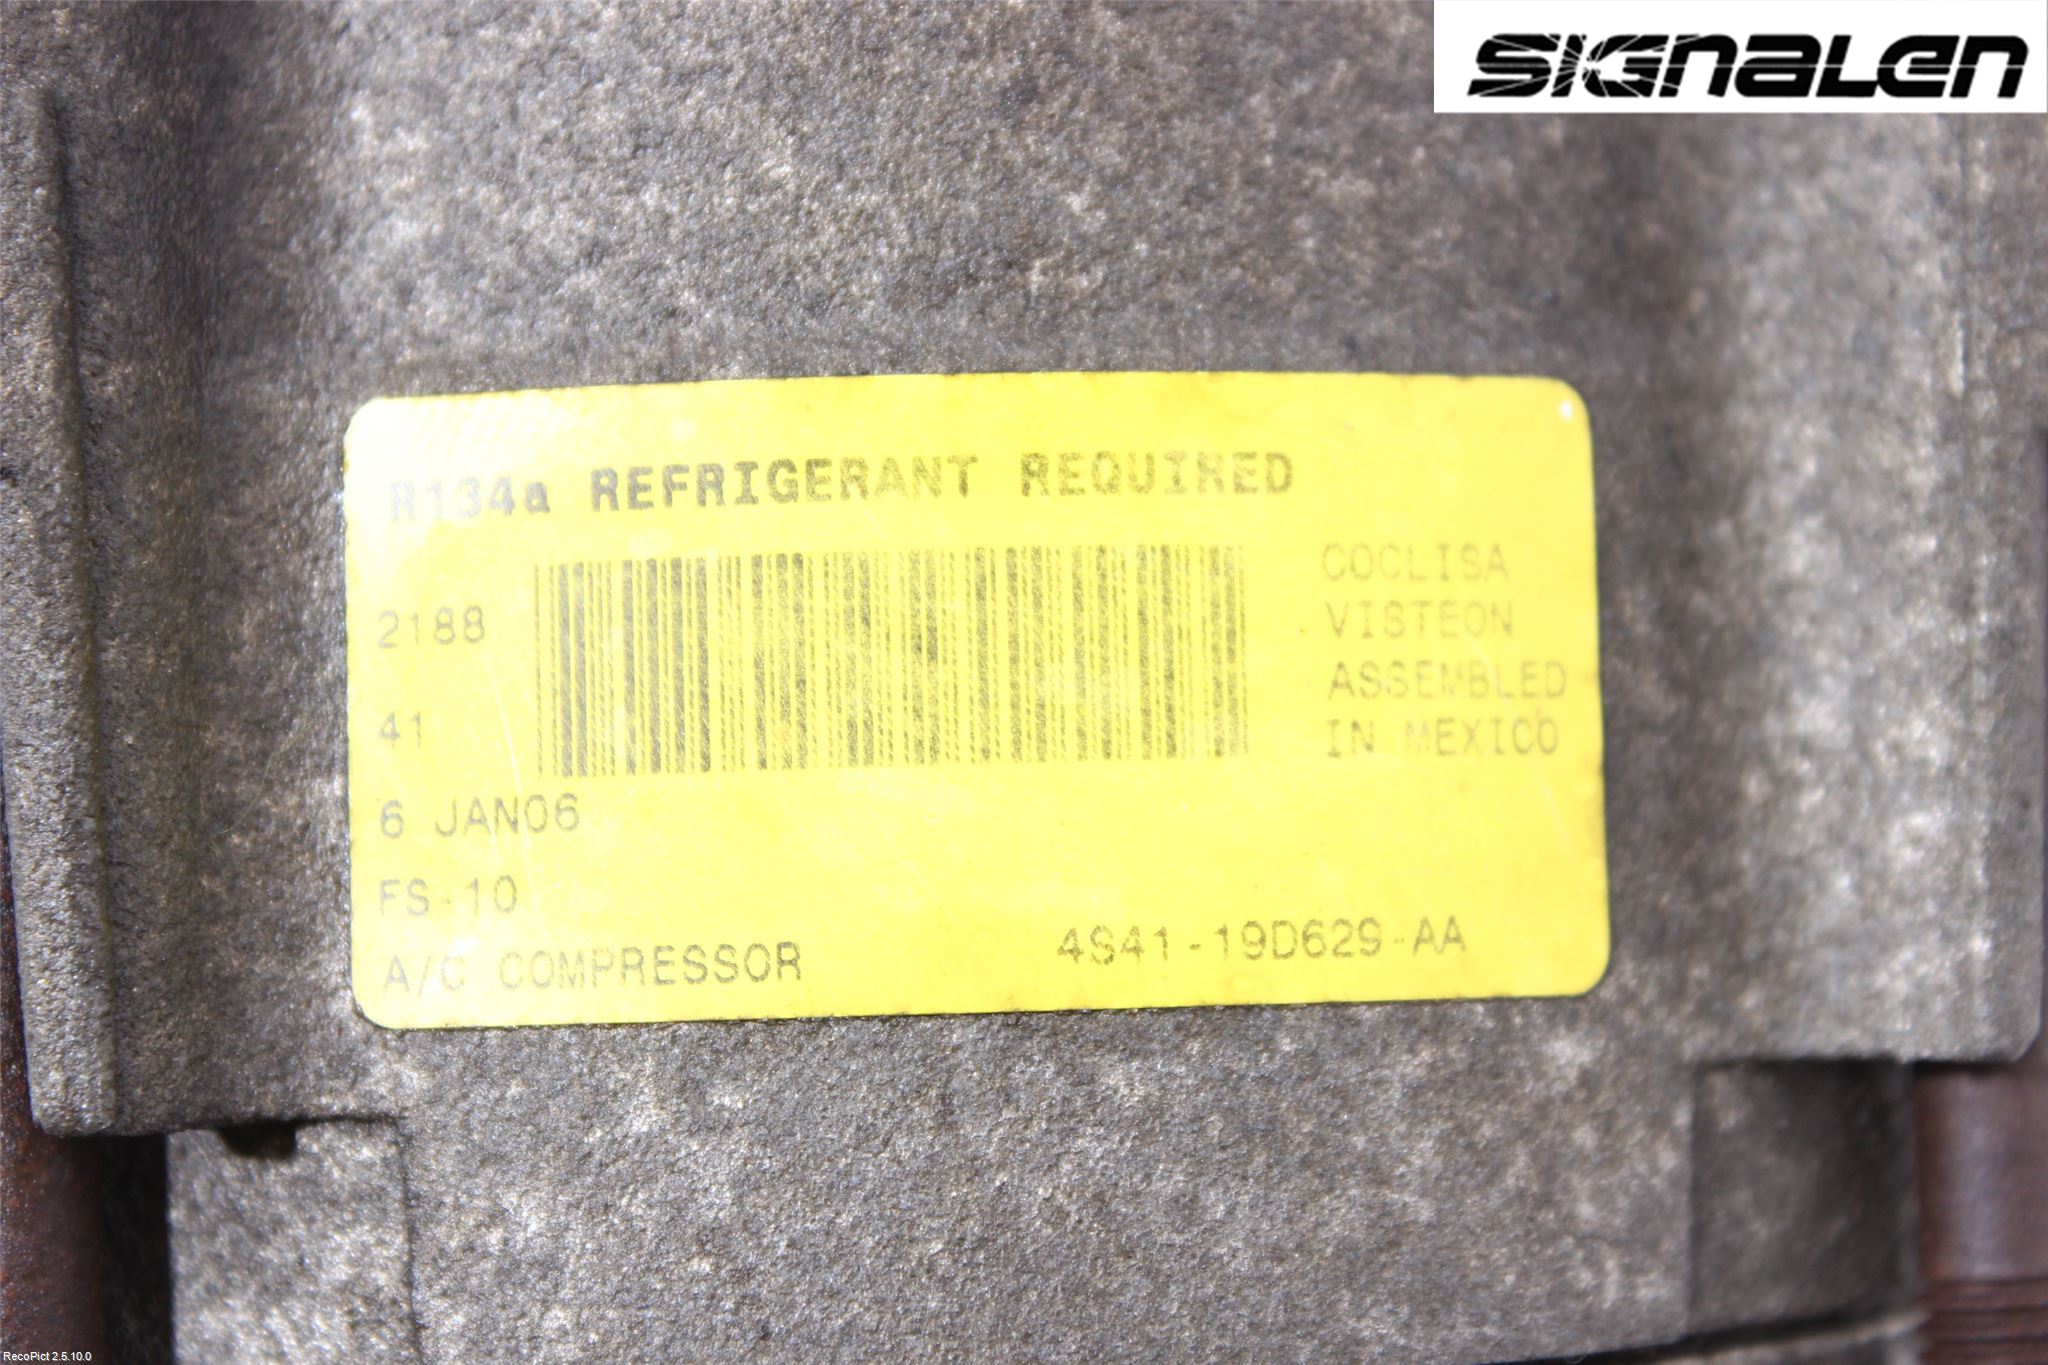 SIGNALEN
R134a REFRIGERANT REQUIRED
2188
41
6 JAN06
FS-10
A/C COMPRESSOR
COCLISA
VISTEON
ASSEMBLED
IN MEXICO
4S41-19D629-AA
RecoPict 2.5.10.0